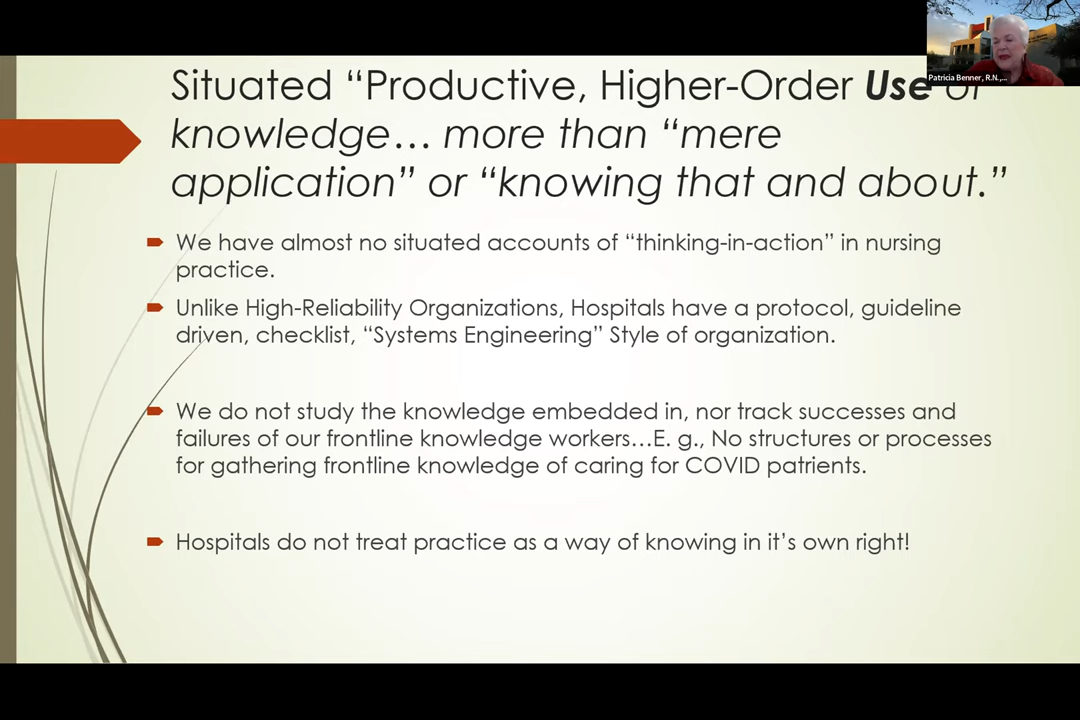 Situated “Productive, Higher-Order Use of
knowledge… more than “mere
application” or “knowing that and about.”
Patricia Benner, R.N.,...
We have almost no situated accounts of “thinking-in-action” in nursing
practice.
Unlike High-Reliability Organizations, Hospitals have a protocol, guideline
driven, checklist, “Systems Engineering” Style of organization.
We do not study the knowledge embedded in, nor track successes and
failures of our frontline knowledge workers…E. g., No structures or processes
for gathering frontline knowledge of caring for COVID patrients.
Hospitals do not treat practice as a way of knowing in it’s own right!